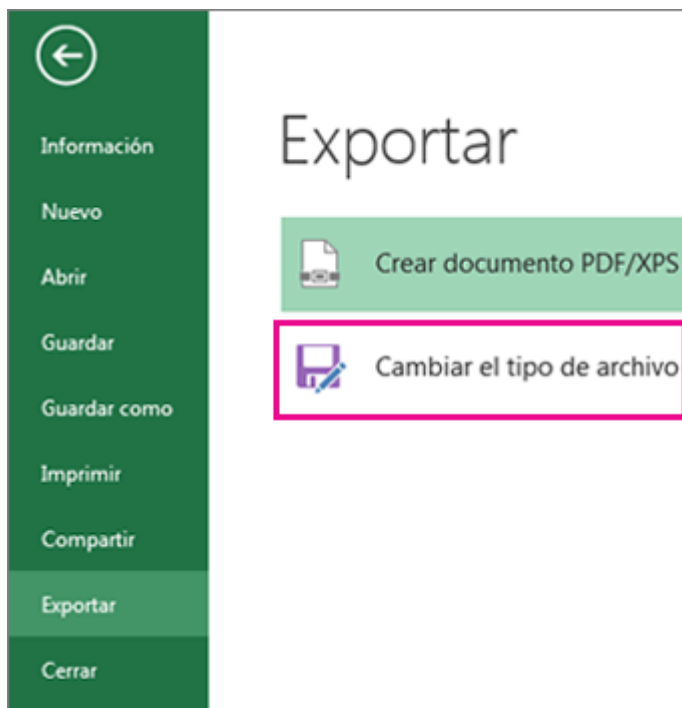 Información
Nuevo
Abrir
Guardar
Guardar como
Imprimir
Compartir
Exportar
Cerrar
Exportar
Crear documento PDF/XPS
Cambiar el tipo de archivo